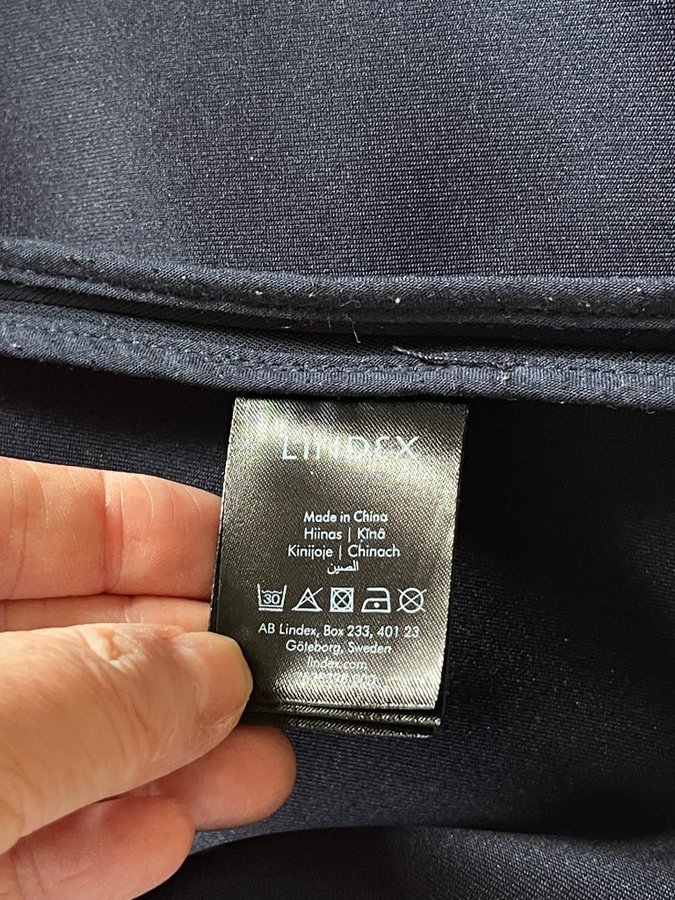 LINDEX
Made in China
Hiinas | Ķīnā
Kinijoje | Chinach
الصين
30
AB Lindex, Box 233, 401 23
Göteborg, Sweden
lindex.com